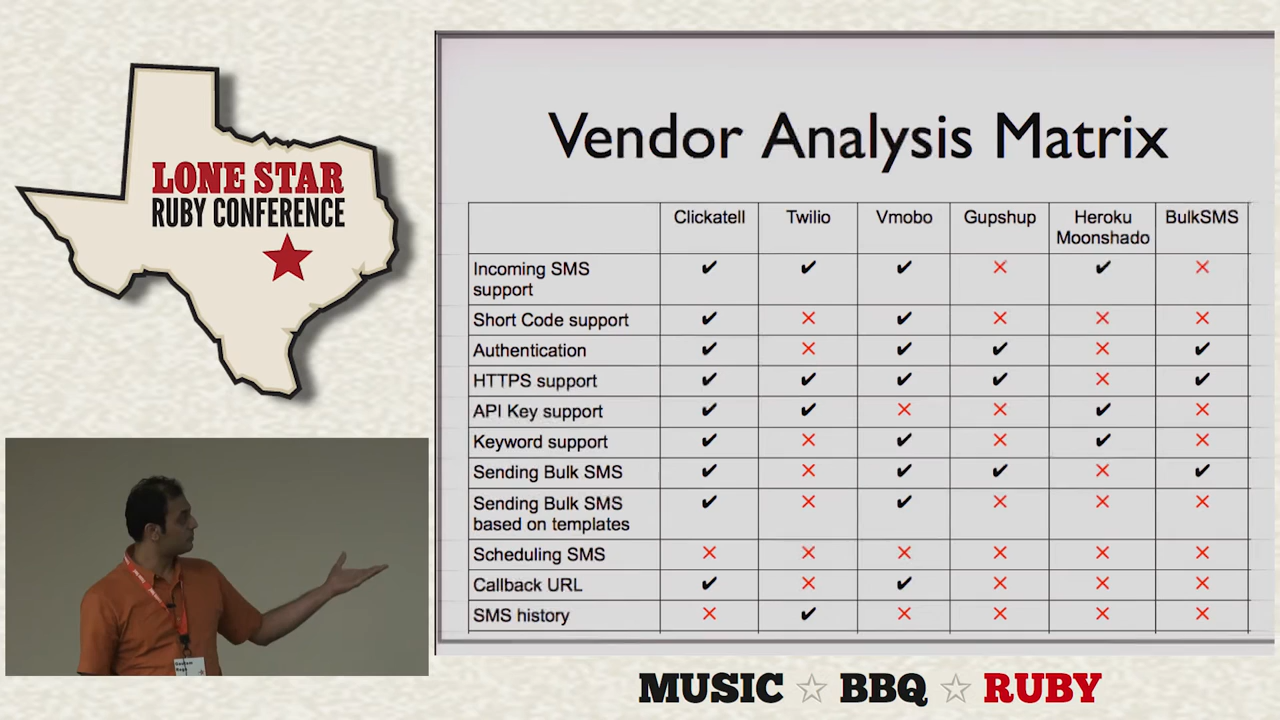 LONE STAR
RUBY CONFERENCE
Vendor Analysis Matrix
Clickatell Twilio Vmobo Gupshup Heroku Moonshado BulkSMS
Incoming SMS support ✔ ✔ ✔ ✕ ✔ ✕
Short Code support ✔ ✕ ✔ ✕ ✕ ✕
Authentication ✔ ✕ ✔ ✔ ✕ ✔
HTTPS support ✔ ✔ ✔ ✔ ✕ ✔
API Key support ✔ ✔ ✕ ✕ ✔ ✕
Keyword support ✔ ✕ ✔ ✕ ✔ ✕
Sending Bulk SMS ✔ ✕ ✔ ✔ ✕ ✔
Sending Bulk SMS based on templates ✔ ✕ ✔ ✕ ✕ ✕
Scheduling SMS ✕ ✕ ✕ ✕ ✕ ✕
Callback URL ✔ ✕ ✔ ✕ ✕ ✕
SMS history ✕ ✔ ✕ ✕ ✕ ✕
MUSIC ☆ BBQ ☆ RUBY